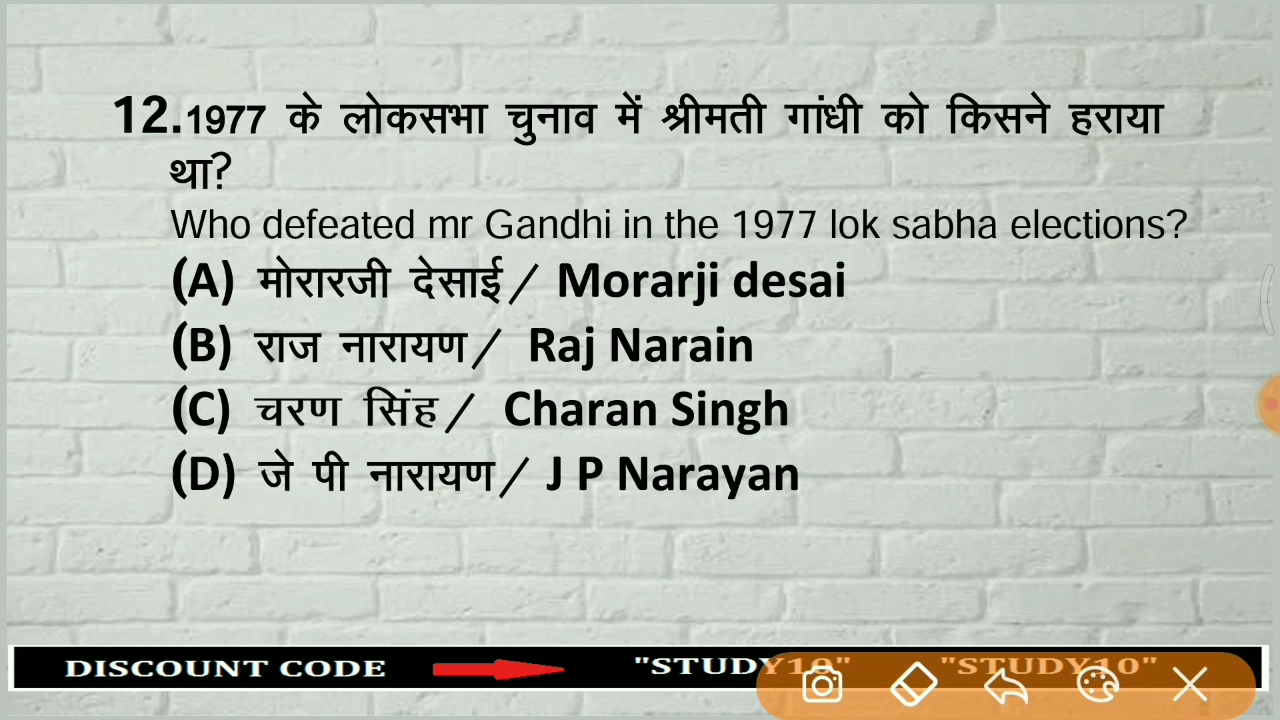 12.1977 के लोकसभा चुनाव में श्रीमती गांधी को किसने हराया
था?
Who defeated mr Gandhi in the 1977 lok sabha elections?
(A) मोरारजी देसाई/ Morarji desai
(B) राज नारायण/ Raj Narain
(C) चरण सिंह/ Charan Singh
(D) जे पी नारायण/ J P Narayan
DISCOUNT CODE "STUDY10" "STUDY10"